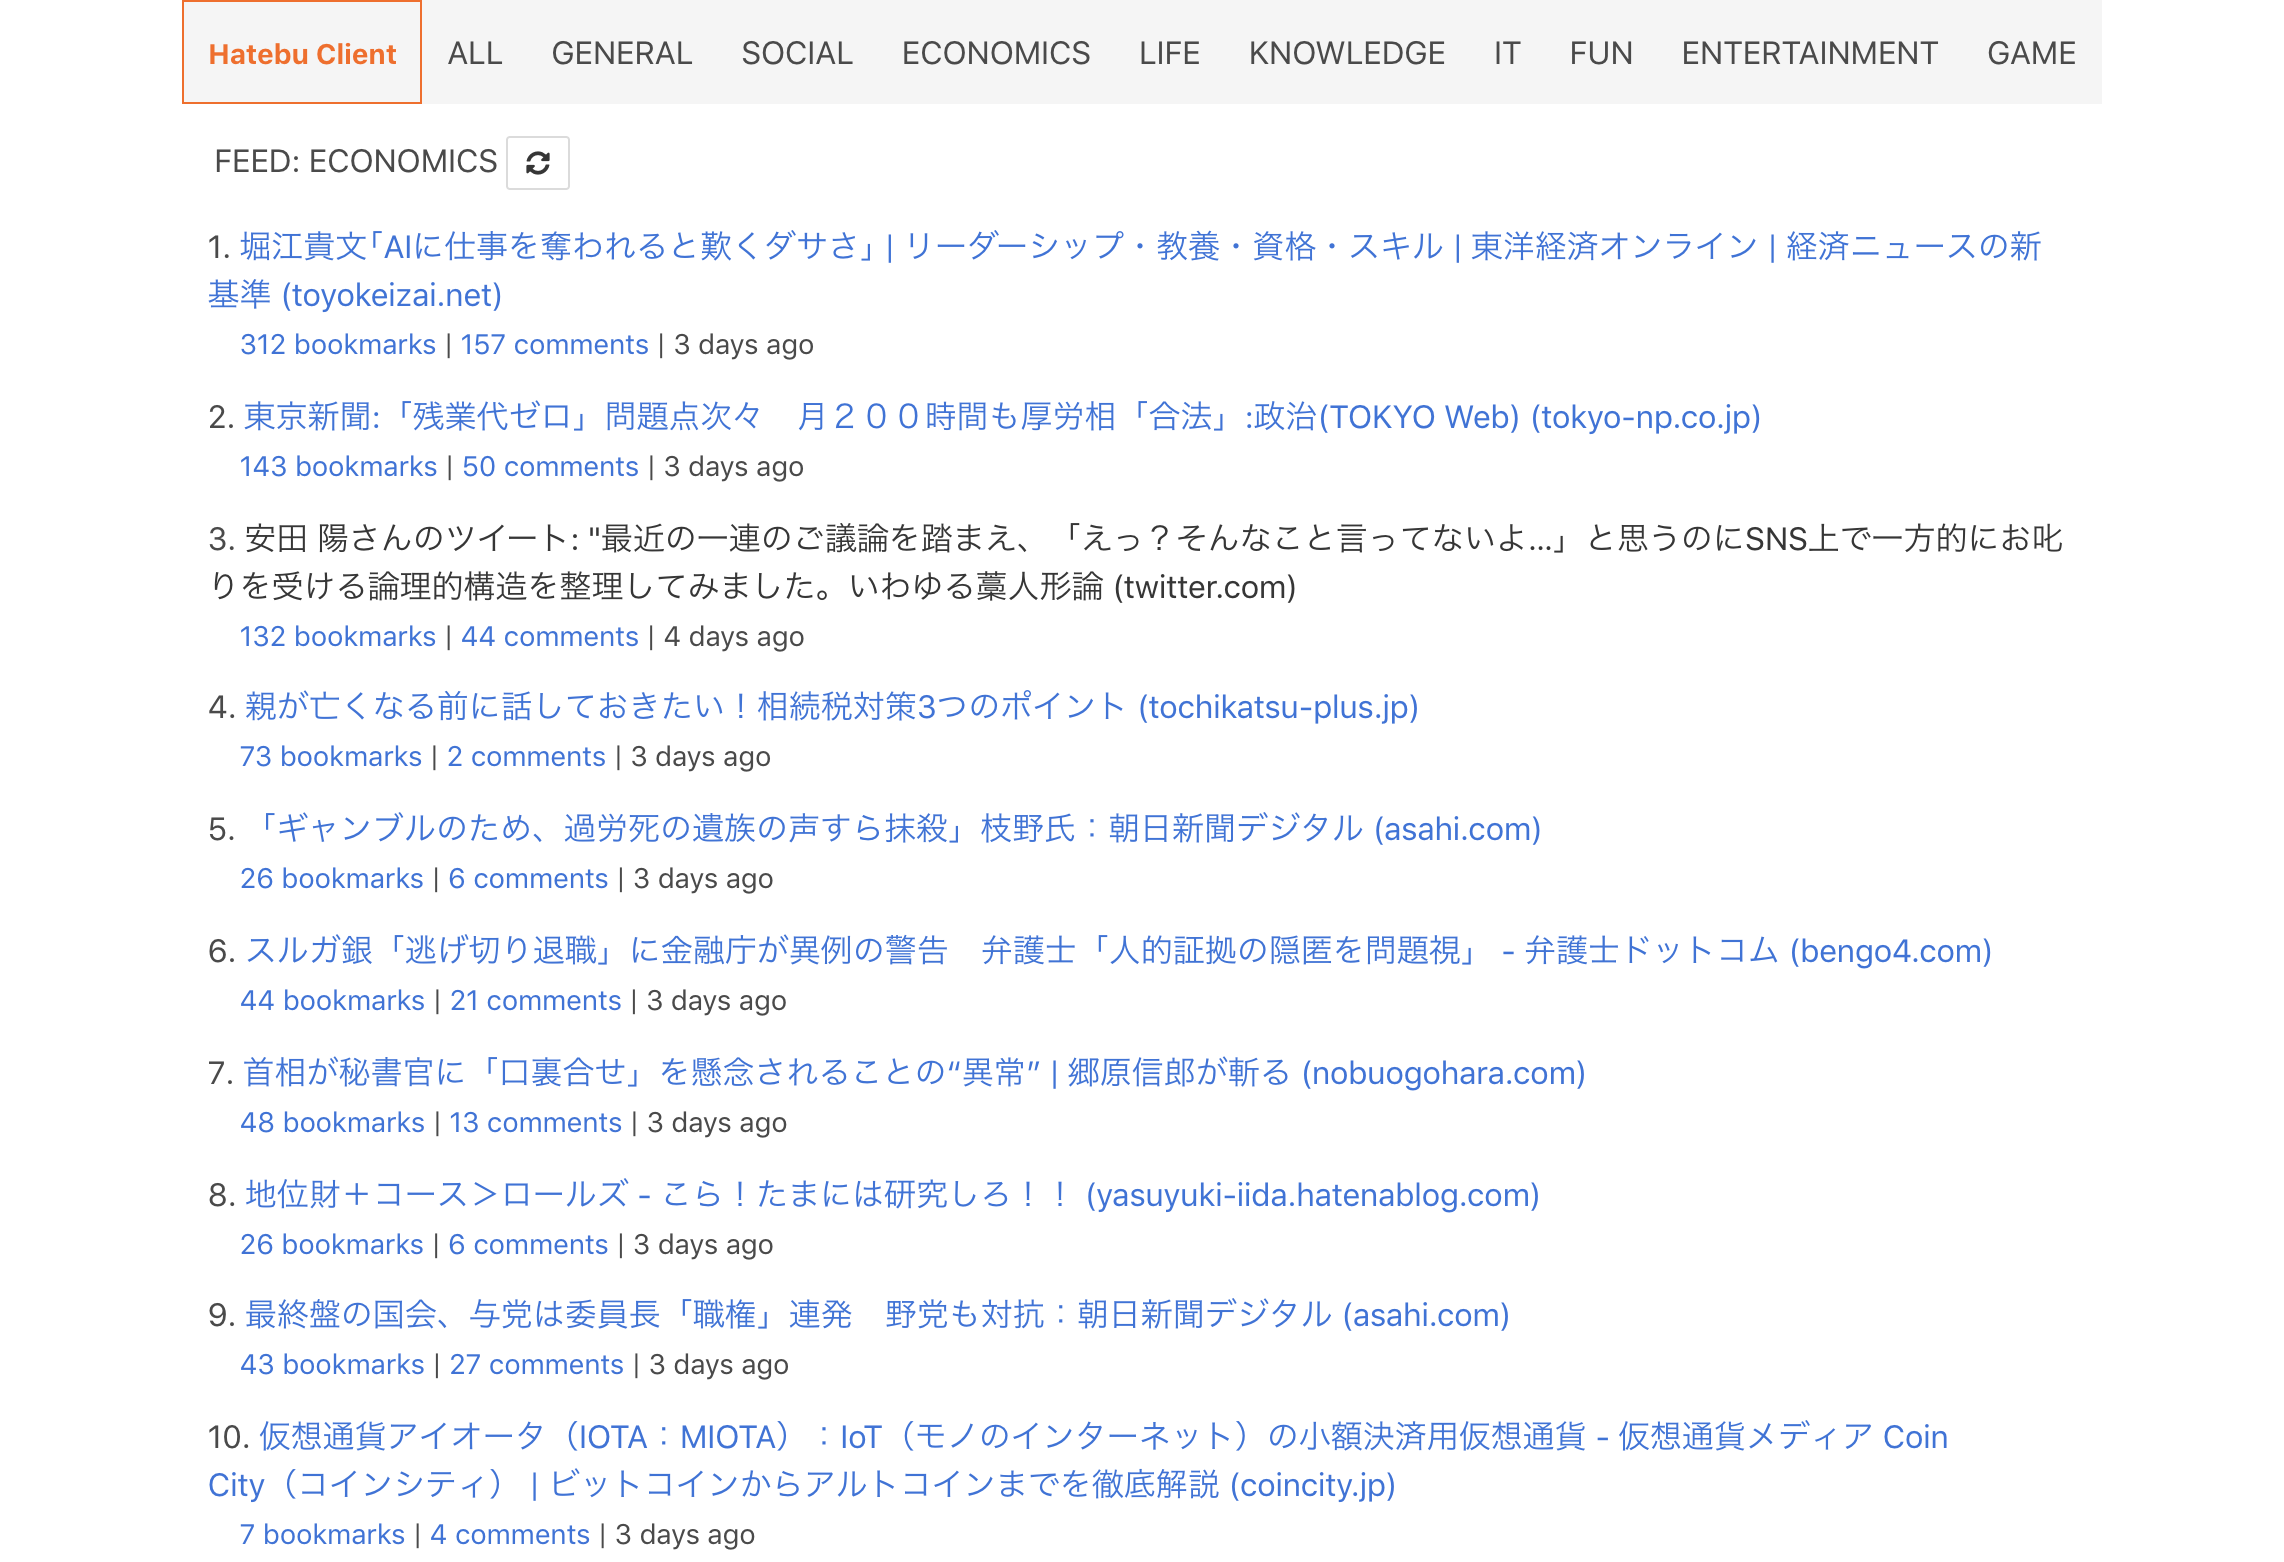 Hatebu Client ALL GENERAL SOCIAL ECONOMICS LIFE KNOWLEDGE IT FUN ENTERTAINMENT GAME
FEED: ECONOMICS
1. 堀江貴文「AIに仕事を奪われると歎くダサさ」 | リーダーシップ・教養・資格・スキル | 東洋経済オンライン | 経済ニュースの新
基準 (toyokeizai.net)
312 bookmarks | 157 comments | 3 days ago
2. 東京新聞:「残業代ゼロ」問題点次々　月２００時間も厚労相「合法」:政治(TOKYO Web) (tokyo-np.co.jp)
143 bookmarks | 50 comments | 3 days ago
3. 安田 陽さんのツイート: "最近の一連のご議論を踏まえ、「えっ？そんなこと言ってないよ…」と思うのにSNS上で一方的にお叱
りを受ける論理的構造を整理してみました。いわゆる藁人形論 (twitter.com)
132 bookmarks | 44 comments | 4 days ago
4. 親が亡くなる前に話しておきたい！相続税対策3つのポイント (tochikatsu-plus.jp)
73 bookmarks | 2 comments | 3 days ago
5. 「ギャンブルのため、過労死の遺族の声すら抹殺」枝野氏：朝日新聞デジタル (asahi.com)
26 bookmarks | 6 comments | 3 days ago
6. スルガ銀「逃げ切り退職」に金融庁が異例の警告　弁護士「人的証拠の隠匿を問題視」 - 弁護士ドットコム (bengo4.com)
44 bookmarks | 21 comments | 3 days ago
7. 首相が秘書官に「口裏合せ」を懸念されることの“異常” | 郷原信郎が斬る (nobuogohara.com)
48 bookmarks | 13 comments | 3 days ago
8. 地位財＋コース＞ロールズ - こら！たまには研究しろ！！ (yasuyuki-iida.hatenablog.com)
26 bookmarks | 6 comments | 3 days ago
9. 最終盤の国会、与党は委員長「職権」連発　野党も対抗：朝日新聞デジタル (asahi.com)
43 bookmarks | 27 comments | 3 days ago
10. 仮想通貨アイオータ（IOTA：MIOTA）：IoT（モノのインターネット）の小額決済用仮想通貨 - 仮想通貨メディア Coin
City（コインシティ） | ビットコインからアルトコインまでを徹底解説 (coincity.jp)
7 bookmarks | 4 comments | 3 days ago